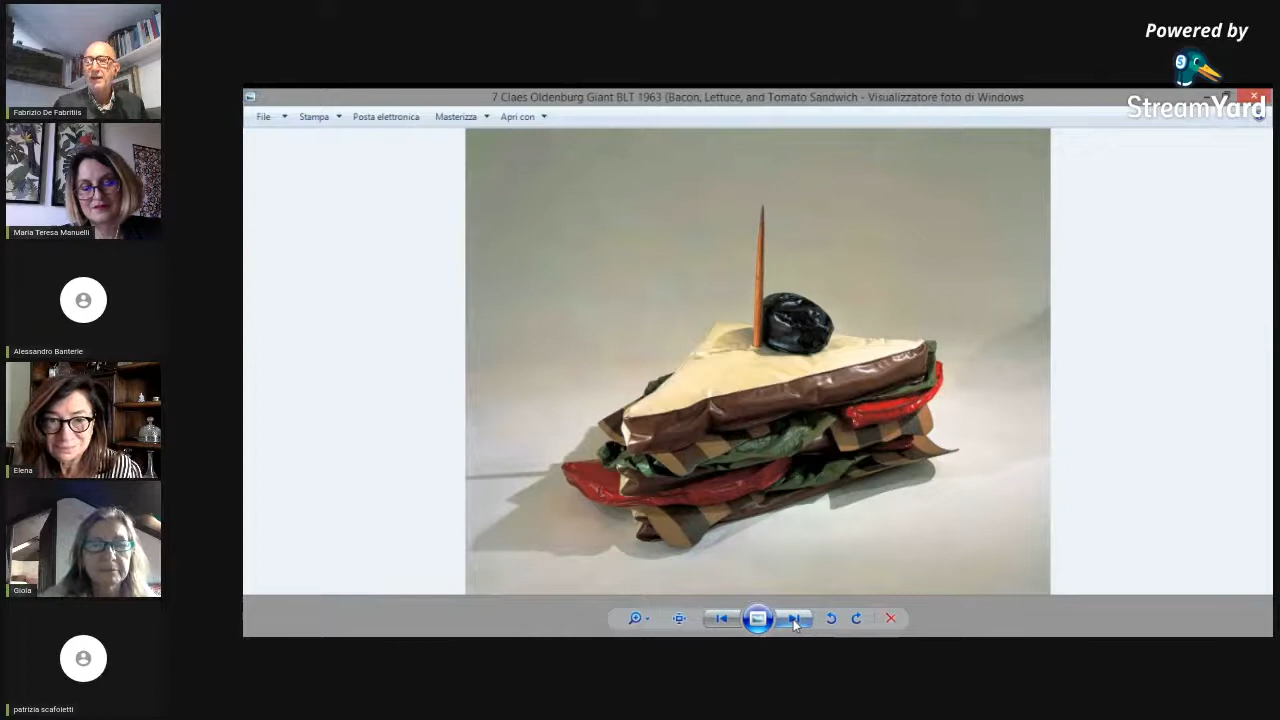 Powered by
StreamYard
Fabrizio De Fabritiis
Maria Teresa Manuelli
Alessandro Banterle
Elena
Gioia
patrizia scafoletti
7 Claes Oldenburg Giant BLT 1963 (Bacon, Lettuce, and Tomato Sandwich - Visualizzatore foto di Windows
File Stampa Posta elettronica Masterizza Apri con